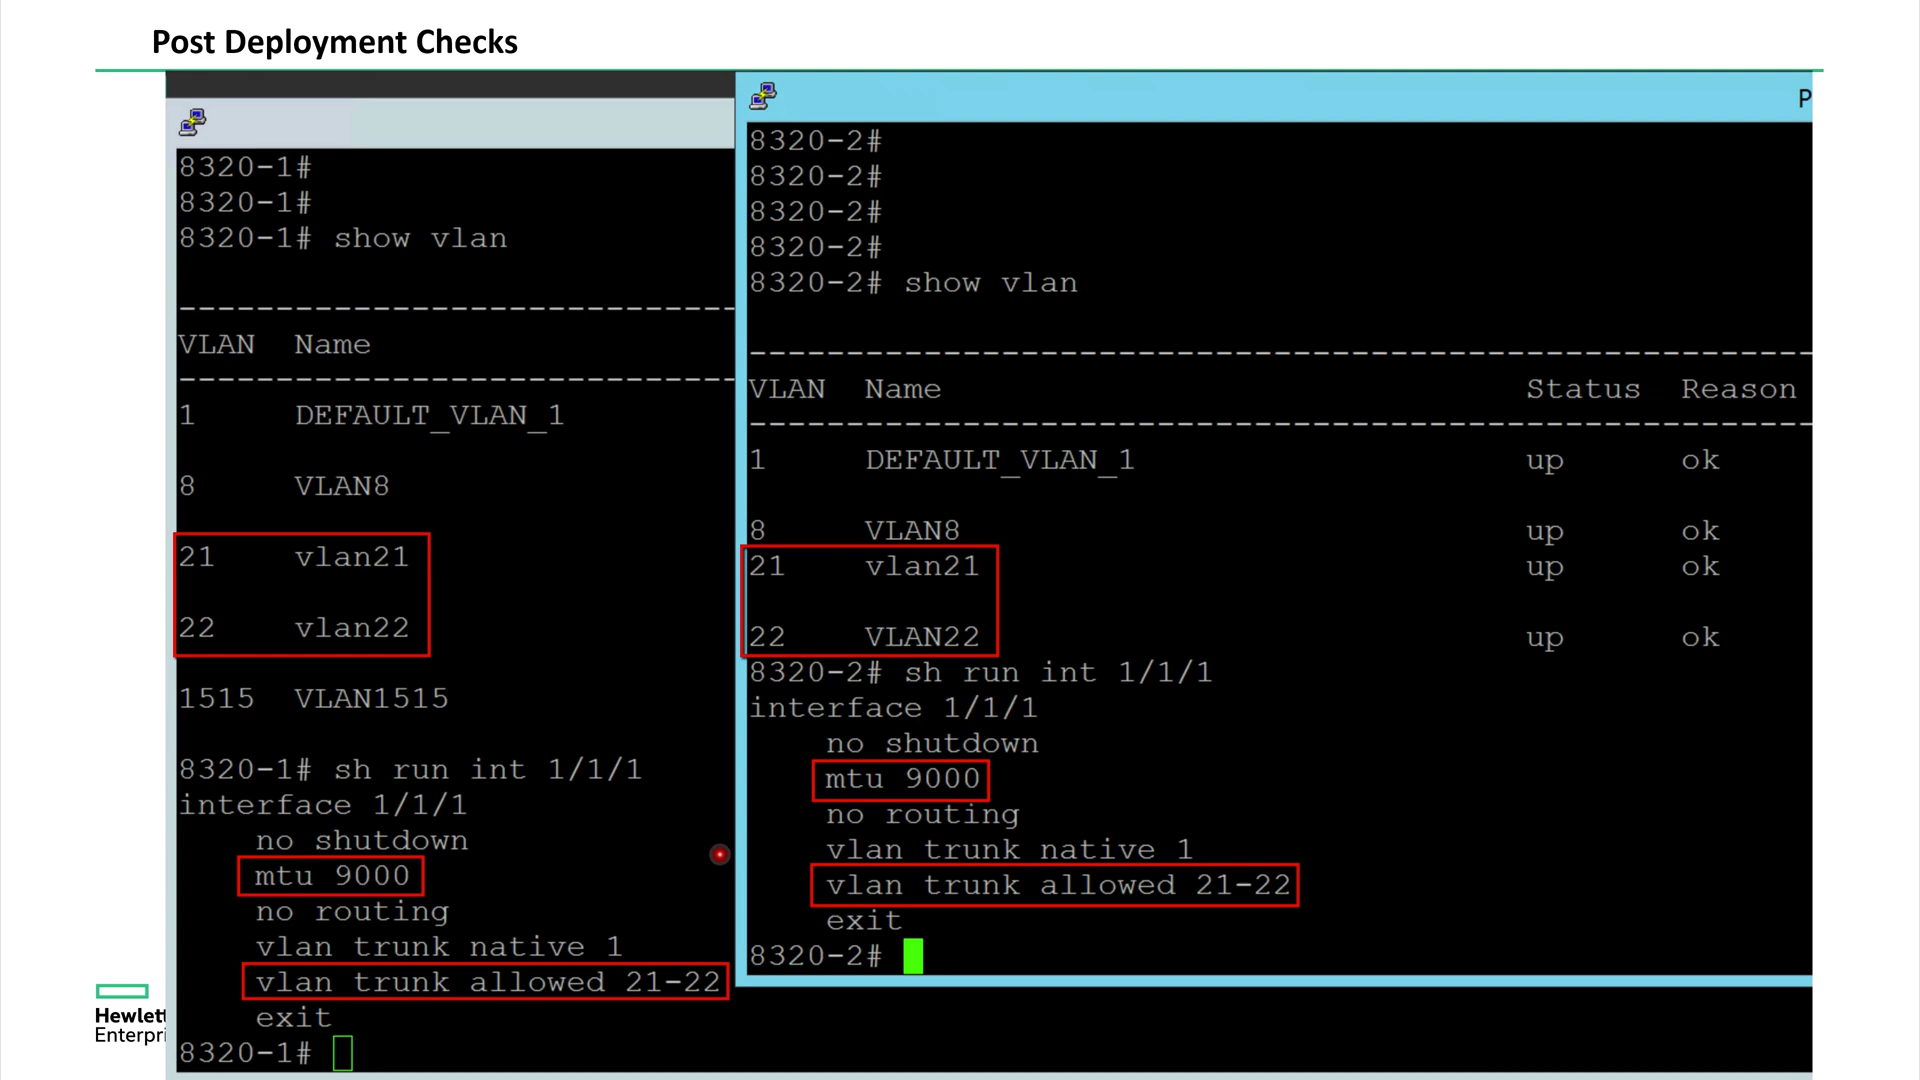 Post Deployment Checks
8320-1#
8320-1#
8320-1# show vlan
--------------------------------
VLAN  Name
--------------------------------
1     DEFAULT_VLAN_1
8     VLAN8
21    vlan21
22    vlan22
1515  VLAN1515
8320-1# sh run int 1/1/1
interface 1/1/1
    no shutdown
    mtu 9000
    no routing
    vlan trunk native 1
    vlan trunk allowed 21-22
    exit
8320-1#
P
8320-2#
8320-2#
8320-2#
8320-2#
8320-2# show vlan
-------------------------------------------------------
VLAN  Name                              Status  Reason
-------------------------------------------------------
1     DEFAULT_VLAN_1                    up      ok
8     VLAN8                             up      ok
21    vlan21                            up      ok
22    VLAN22                            up      ok
8320-2# sh run int 1/1/1
interface 1/1/1
    no shutdown
    mtu 9000
    no routing
    vlan trunk native 1
    vlan trunk allowed 21-22
    exit
8320-2#
Hewlett
Enterpri